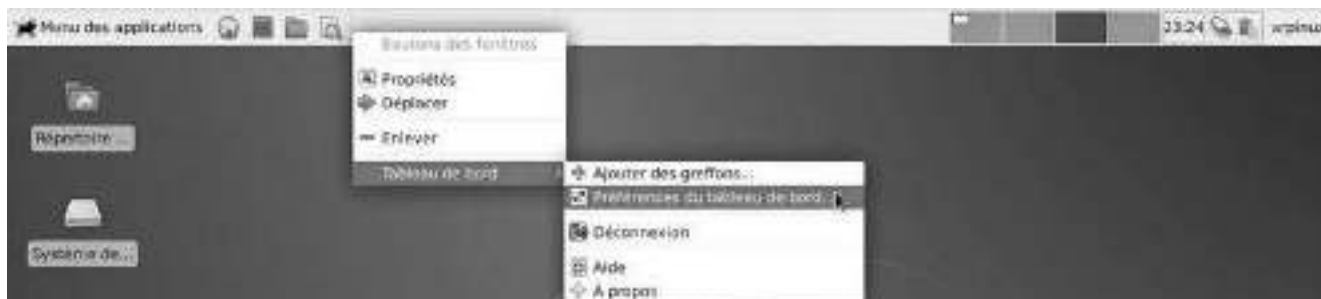 Menu des applications
23:24 arpinux
Boutons des fenêtres
Propriétés
Déplacer
Enlever
Tableau de bord
Ajouter des greffons...
Préférences du tableau de bord...
Déconnexion
Aide
À propos
Répertoire ...
Système de...